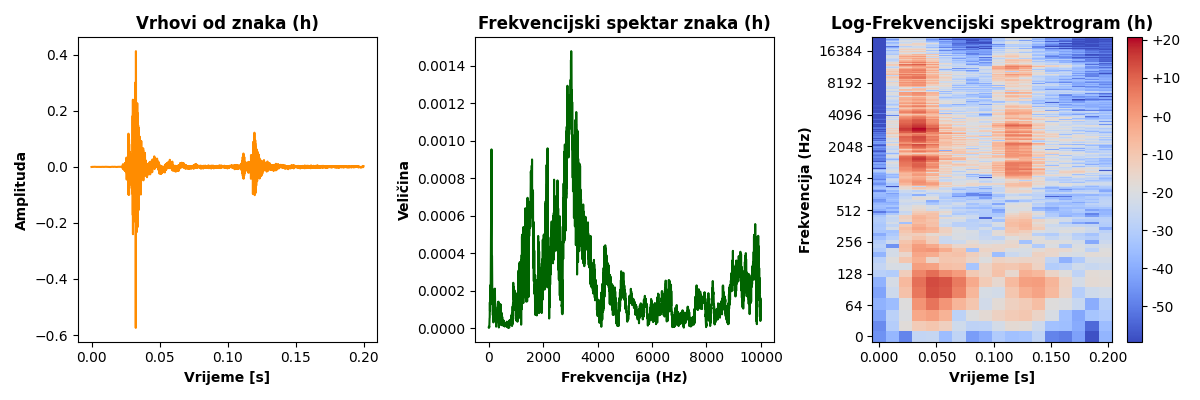 Vrhovi od znaka (h)
Amplituda
0.4
0.2
0.0
−0.2
−0.4
−0.6
0.00 0.05 0.10 0.15 0.20
Vrijeme [s]
Frekvencijski spektar znaka (h)
Veličina
0.0014
0.0012
0.0010
0.0008
0.0006
0.0004
0.0002
0.0000
0 2000 4000 6000 8000 10000
Frekvencija (Hz)
Log-Frekvencijski spektrogram (h)
Frekvencija (Hz)
16384
8192
4096
2048
1024
512
256
128
64
0
0.000 0.050 0.100 0.150 0.200
Vrijeme [s]
+20
+10
+0
-10
-20
-30
-40
-50